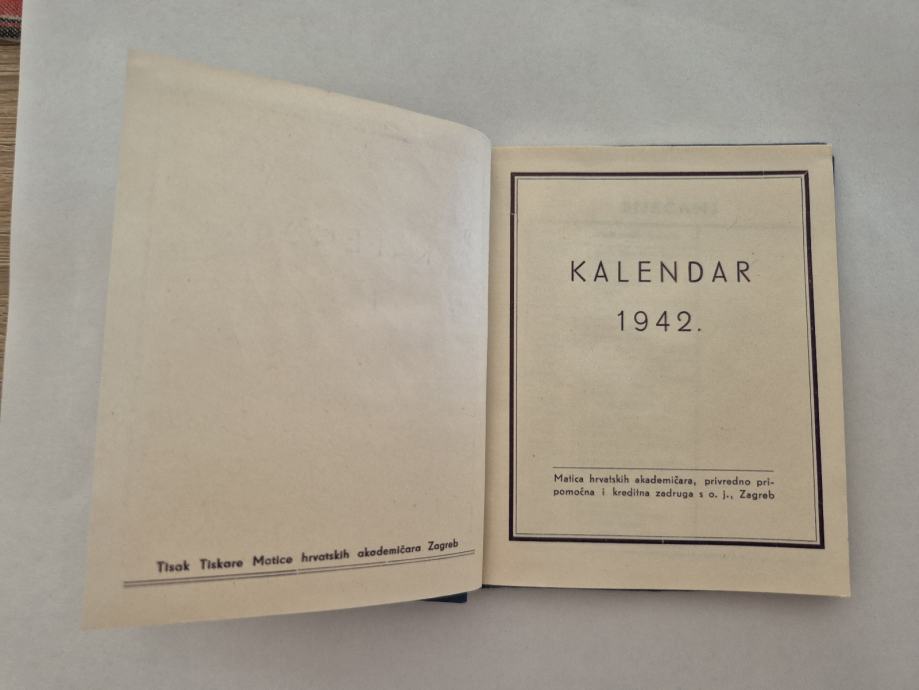 Tisak Tiskare Matice hrvatskih akademičara Zagreb
KALENDAR
1942.
Matica hrvatskih akademičara, privredno pri-
pomoćna i kreditna zadruga s o. j., Zagreb